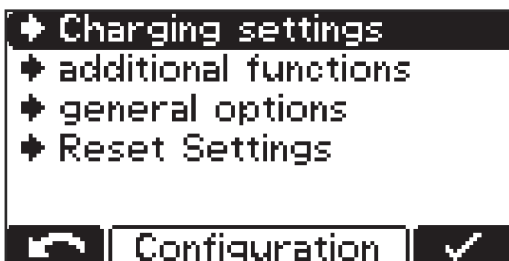 Charging settings
additional functions
general options
Reset Settings
Configuration